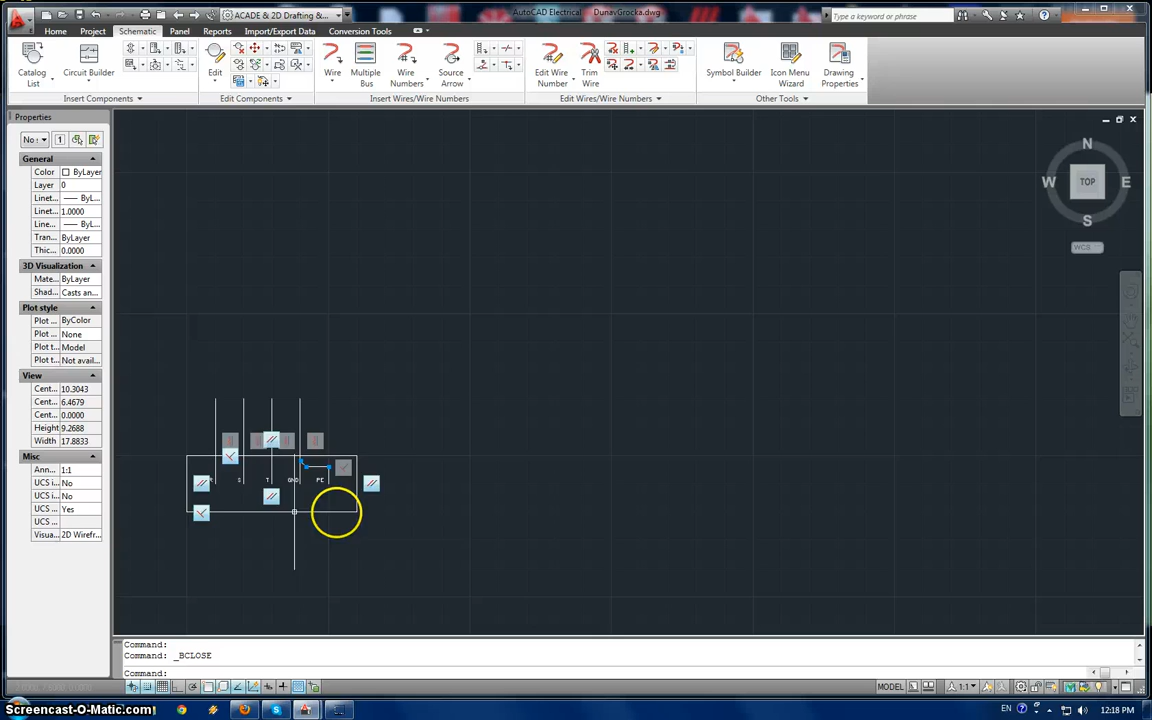 ACADE & 2D Drafting &...
AutoCAD Electrical DunavGrocka.dwg
Type a keyword or phrase
Home Project Schematic Panel Reports Import/Export Data Conversion Tools
Catalog List
Circuit Builder
Edit
Wire
Multiple Bus
Wire Numbers
Source Arrow
Edit Wire Number
Trim Wire
Symbol Builder
Icon Menu Wizard
Drawing Properties
Insert Components
Edit Components
Insert Wires/Wire Numbers
Edit Wires/Wire Numbers
Other Tools
Properties
No s
General
Color ByLayer
Layer 0
Linet... ByL...
Linet... 1.0000
Line... ByL...
Tran... ByLayer
Thic... 0.0000
3D Visualization
Mate... ByLayer
Shad... Casts an...
Plot style
Plot ... ByColor
Plot ... None
Plot t... Model
Plot t... Not avail...
View
Cent... 10.3043
Cent... 6.4679
Cent... 0.0000
Height 9.2688
Width 17.8833
Misc
Ann... 1:1
UCS i... No
UCS ... Yes
UCS ...
Visua... 2D Wirefr...
N
W TOP E
S
WCS
R S T GND PE
Command:
Command: _BCLOSE
Command:
MODEL
1:1
Screencast-O-Matic.com
EN
12:18 PM